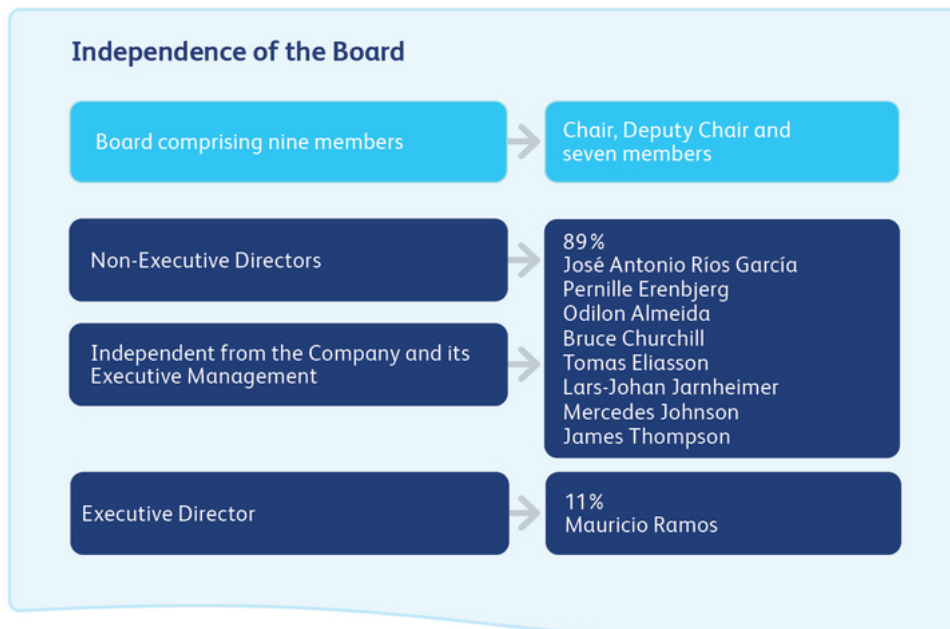 Independence of the Board
Board comprising nine members
Chair, Deputy Chair and
seven members
Non-Executive Directors
Independent from the Company and its
Executive Management
89%
José Antonio Ríos García
Pernille Erenbjerg
Odilon Almeida
Bruce Churchill
Tomas Eliasson
Lars-Johan Jarnheimer
Mercedes Johnson
James Thompson
Executive Director
11%
Mauricio Ramos